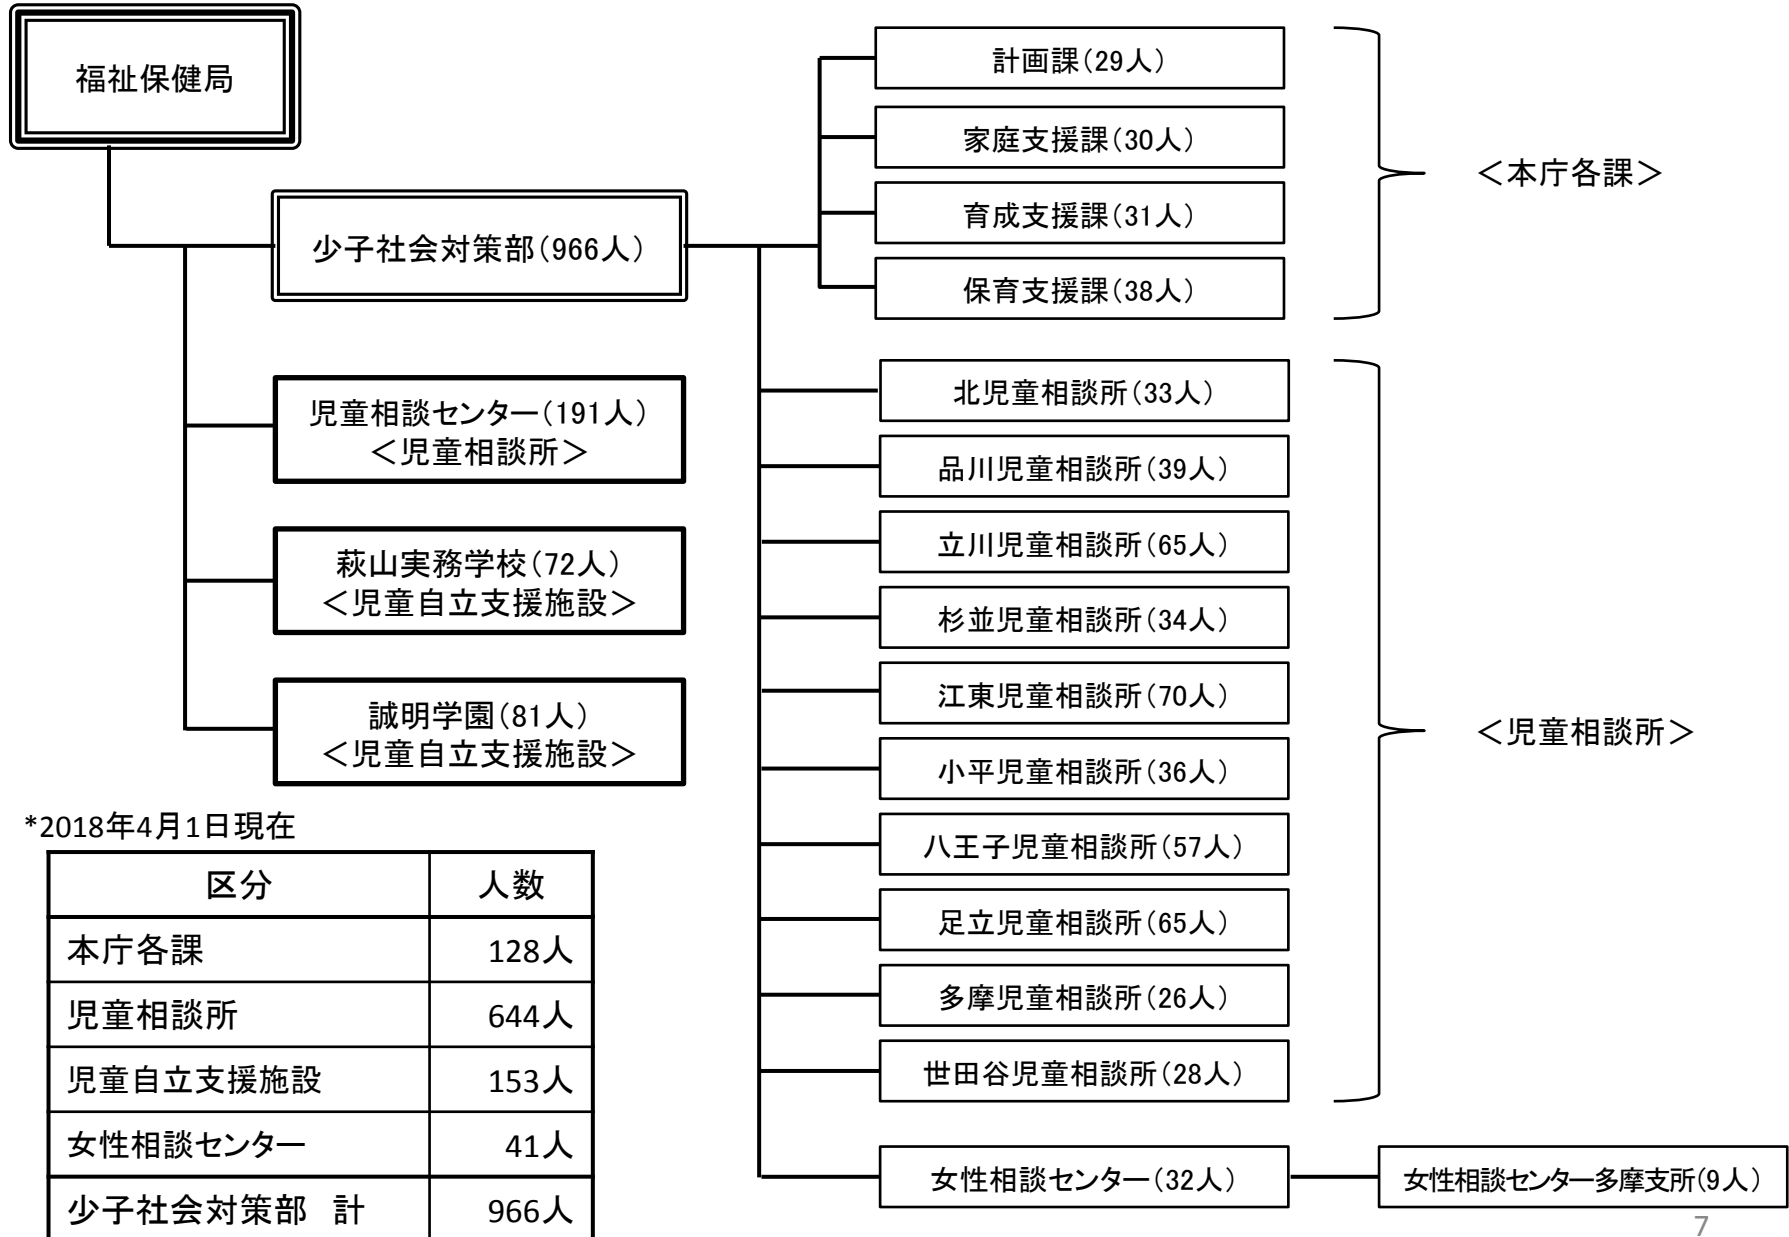 福祉保健局
少子社会対策部(966人)
児童相談センター(191人)
＜児童相談所＞
萩山実務学校(72人)
＜児童自立支援施設＞
誠明学園(81人)
＜児童自立支援施設＞
計画課(29人)
家庭支援課(30人)
育成支援課(31人)
保育支援課(38人)
＜本庁各課＞
北児童相談所(33人)
品川児童相談所(39人)
立川児童相談所(65人)
杉並児童相談所(34人)
江東児童相談所(70人)
小平児童相談所(36人)
八王子児童相談所(57人)
足立児童相談所(65人)
多摩児童相談所(26人)
世田谷児童相談所(28人)
＜児童相談所＞
女性相談センター(32人)
女性相談センター多摩支所(9人)
*2018年4月1日現在
区分 人数
本庁各課 128人
児童相談所 644人
児童自立支援施設 153人
女性相談センター 41人
少子社会対策部　計 966人
7